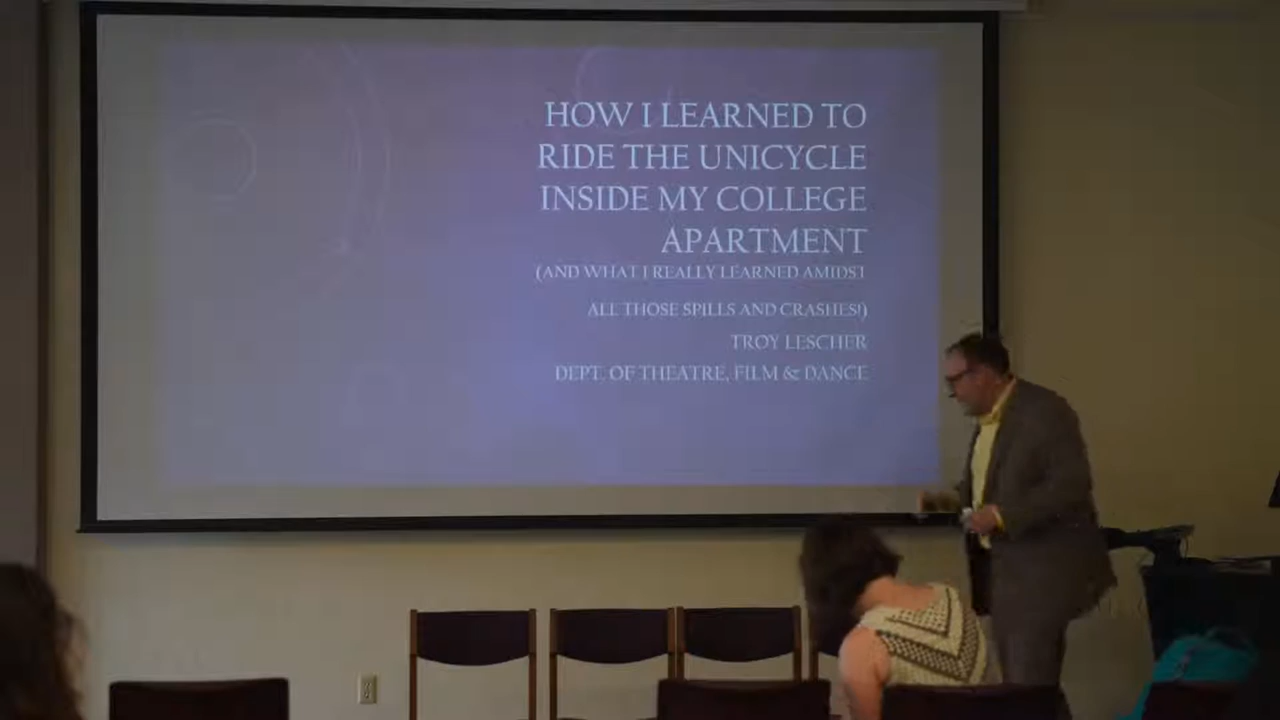 HOW I LEARNED TO
RIDE THE UNICYCLE
INSIDE MY COLLEGE
APARTMENT
(AND WHAT I REALLY LEARNED AMIDST
ALL THOSE SPILLS AND CRASHES!)
TROY LESCHER
DEPT. OF THEATRE, FILM & DANCE